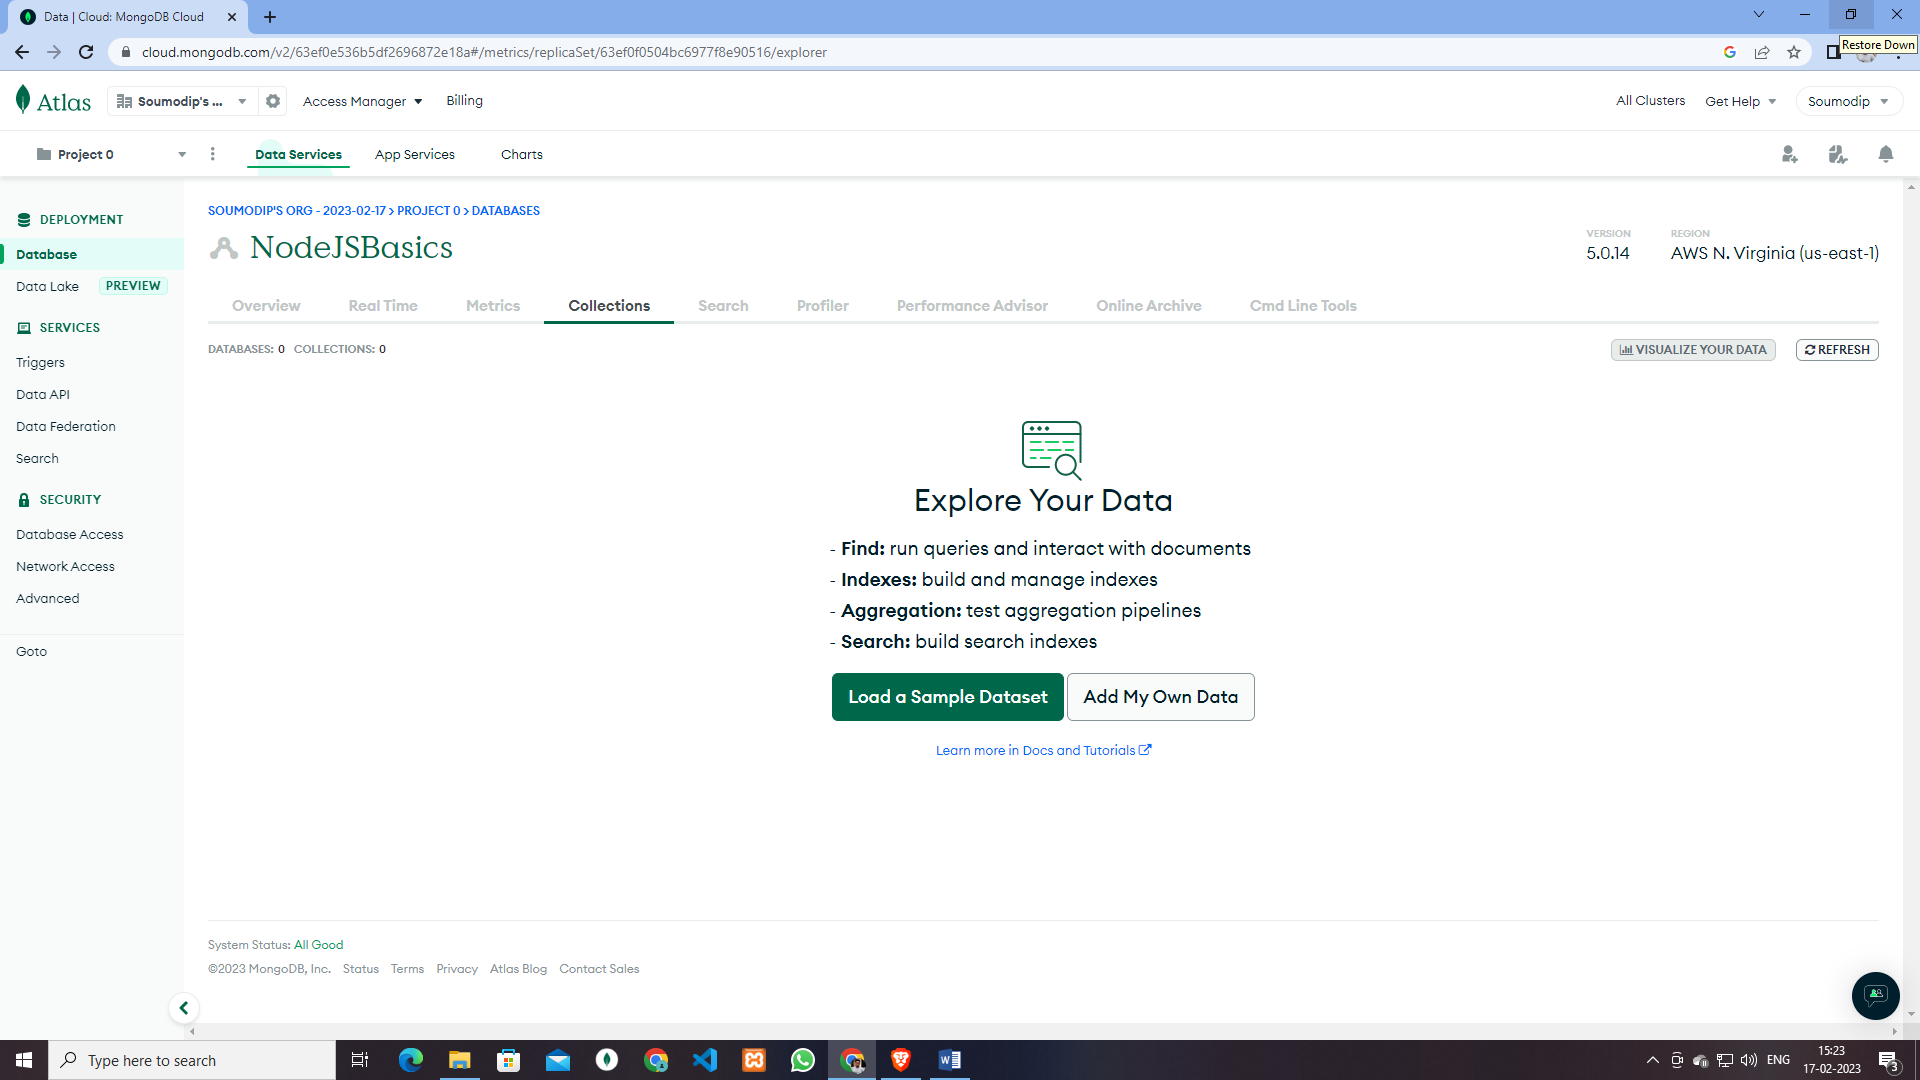 Data | Cloud: MongoDB Cloud
cloud.mongodb.com/v2/63ef0e536b5df2696872e18a#/metrics/replicaSet/63ef0f0504bc6977f8e90516/explorer
Restore Down
Atlas Soumodip's ... Access Manager Billing All Clusters Get Help Soumodip
Project 0 Data Services App Services Charts
DEPLOYMENT
Database
Data Lake PREVIEW
SERVICES
Triggers
Data API
Data Federation
Search
SECURITY
Database Access
Network Access
Advanced
Goto
SOUMODIP'S ORG - 2023-02-17 > PROJECT 0 > DATABASES
NodeJSBasics
VERSION
5.0.14
REGION
AWS N. Virginia (us-east-1)
Overview Real Time Metrics Collections Search Profiler Performance Advisor Online Archive Cmd Line Tools
DATABASES: 0 COLLECTIONS: 0
VISUALIZE YOUR DATA REFRESH
Explore Your Data
- Find: run queries and interact with documents
- Indexes: build and manage indexes
- Aggregation: test aggregation pipelines
- Search: build search indexes
Load a Sample Dataset Add My Own Data
Learn more in Docs and Tutorials
System Status: All Good
©2023 MongoDB, Inc. Status Terms Privacy Atlas Blog Contact Sales
Type here to search
ENG
15:23
17-02-2023
3